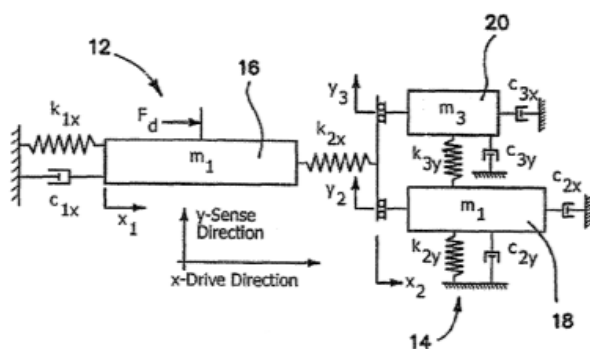 20
12
16
k1x
Fd
k2x
y3
m3
c3x
m1
k3y
c3y
c1x
x1
y2
m1
c2x
y-Sense
Direction
k2y
c2y
x-Drive Direction
x2
14
18